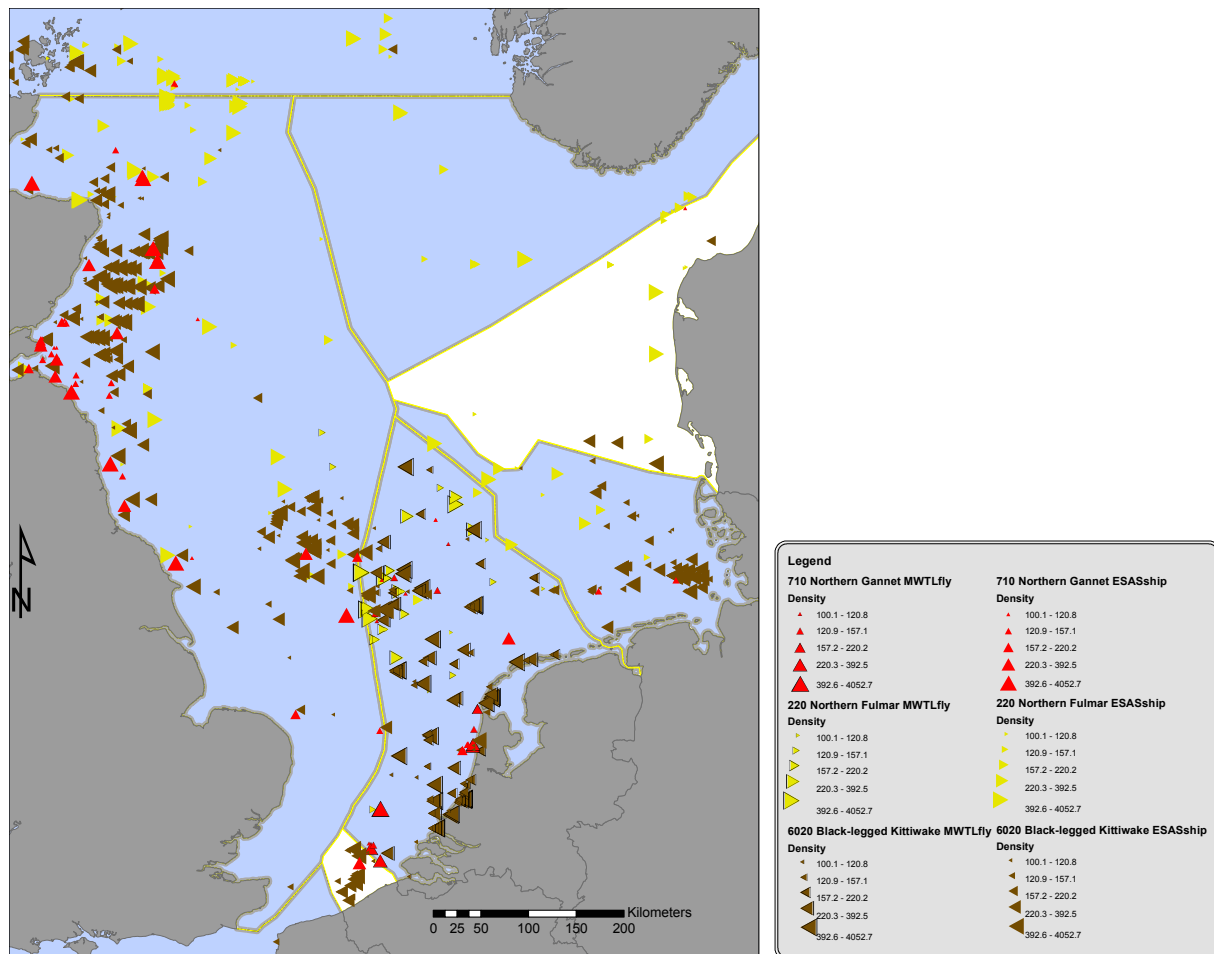 N
Kilometers
0 25 50 100 150 200
Legend
710 Northern Gannet MWTLfly
Density
100.1 - 120.8
120.9 - 157.1
157.2 - 220.2
220.3 - 392.5
392.6 - 4052.7
710 Northern Gannet ESASship
Density
100.1 - 120.8
120.9 - 157.1
157.2 - 220.2
220.3 - 392.5
392.6 - 4052.7
220 Northern Fulmar MWTLfly
Density
100.1 - 120.8
120.9 - 157.1
157.2 - 220.2
220.3 - 392.5
392.6 - 4052.7
220 Northern Fulmar ESASship
Density
100.1 - 120.8
120.9 - 157.1
157.2 - 220.2
220.3 - 392.5
392.6 - 4052.7
6020 Black-legged Kittiwake MWTLfly
Density
100.1 - 120.8
120.9 - 157.1
157.2 - 220.2
220.3 - 392.5
392.6 - 4052.7
6020 Black-legged Kittiwake ESASship
Density
100.1 - 120.8
120.9 - 157.1
157.2 - 220.2
220.3 - 392.5
392.6 - 4052.7